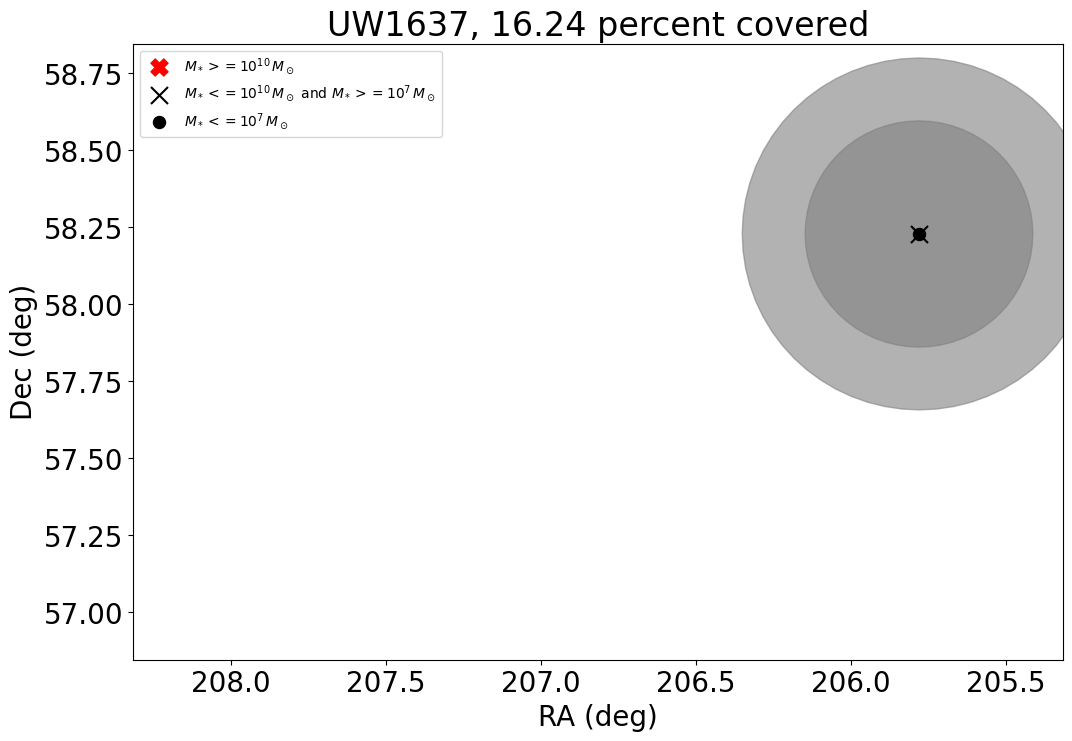 UW1637, 16.24 percent covered
M* >= 10^10 M⊙
M* <= 10^10 M⊙ and M* >= 10^7 M⊙
M* <= 10^7 M⊙
58.75
58.50
58.25
58.00
57.75
57.50
57.25
57.00
Dec (deg)
208.0 207.5 207.0 206.5 206.0 205.5
RA (deg)